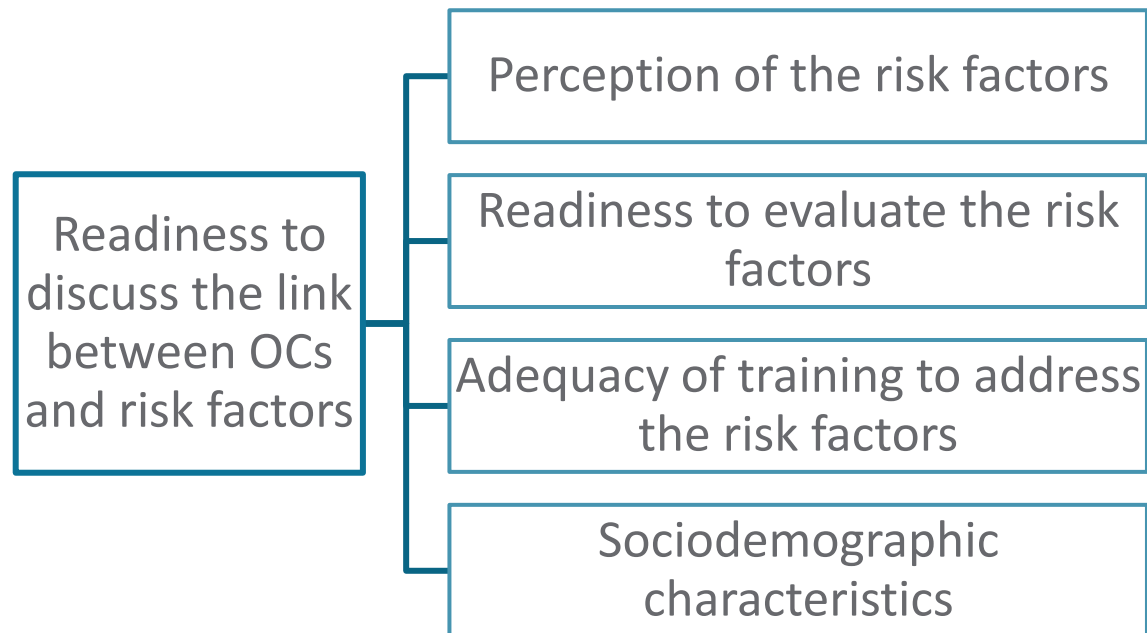 Readiness to
discuss the link
between OCs
and risk factors
Perception of the risk factors
Readiness to evaluate the risk
factors
Adequacy of training to address
the risk factors
Sociodemographic
characteristics